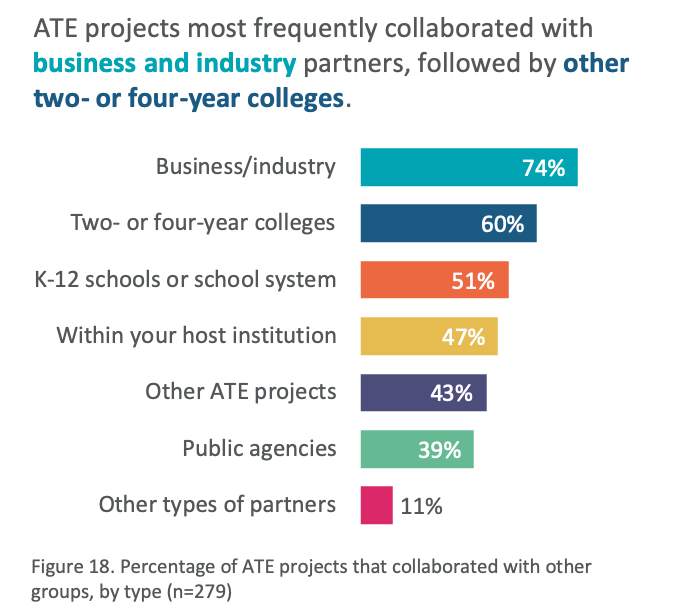 ATE projects most frequently collaborated with
business and industry partners, followed by other
two- or four-year colleges.
Business/industry 74%
Two- or four-year colleges 60%
K-12 schools or school system 51%
Within your host institution 47%
Other ATE projects 43%
Public agencies 39%
Other types of partners 11%
Figure 18. Percentage of ATE projects that collaborated with other
groups, by type (n=279)